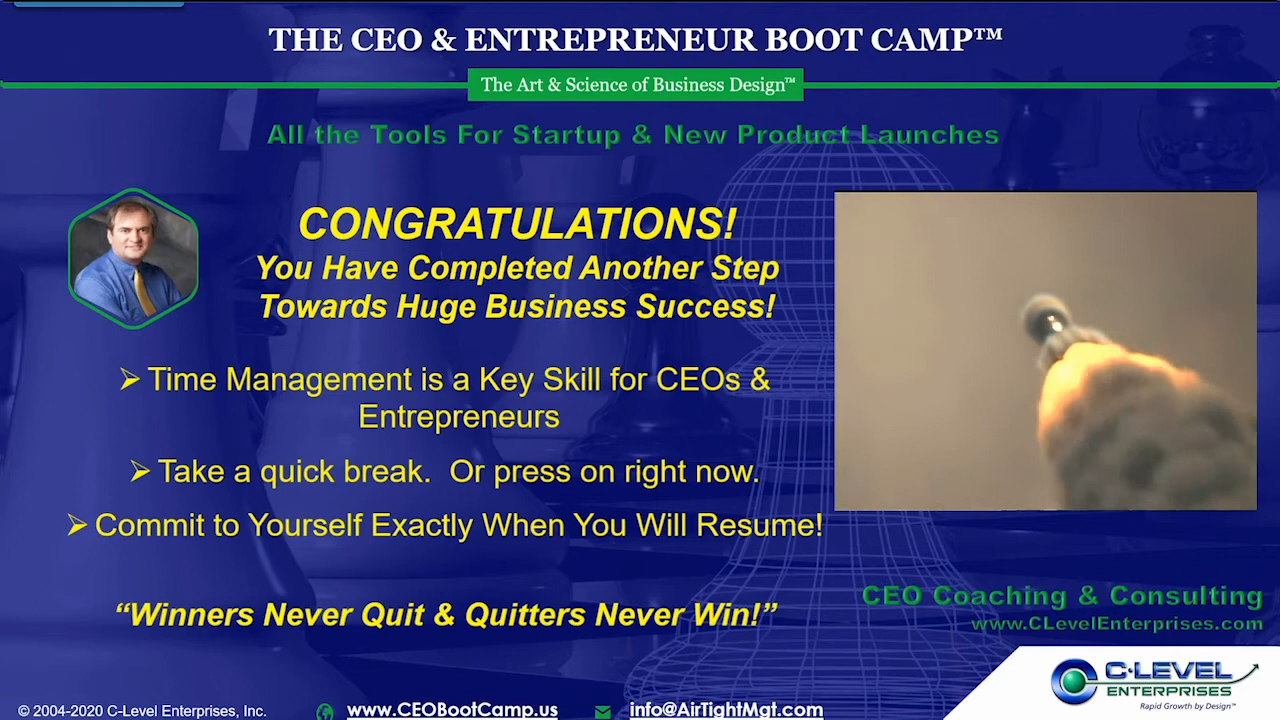 THE CEO & ENTREPRENEUR BOOT CAMP™
The Art & Science of Business Design™
All the Tools For Startup & New Product Launches
CONGRATULATIONS!
You Have Completed Another Step
Towards Huge Business Success!
➢ Time Management is a Key Skill for CEOs &
Entrepreneurs
➢ Take a quick break.  Or press on right now.
➢ Commit to Yourself Exactly When You Will Resume!
“Winners Never Quit & Quitters Never Win!”
CEO Coaching & Consulting
www.CLevelEnterprises.com
C-LEVEL
ENTERPRISES
Rapid Growth by Design™
© 2004-2020 C-Level Enterprises, Inc.
www.CEOBootCamp.us
info@AirTightMgt.com